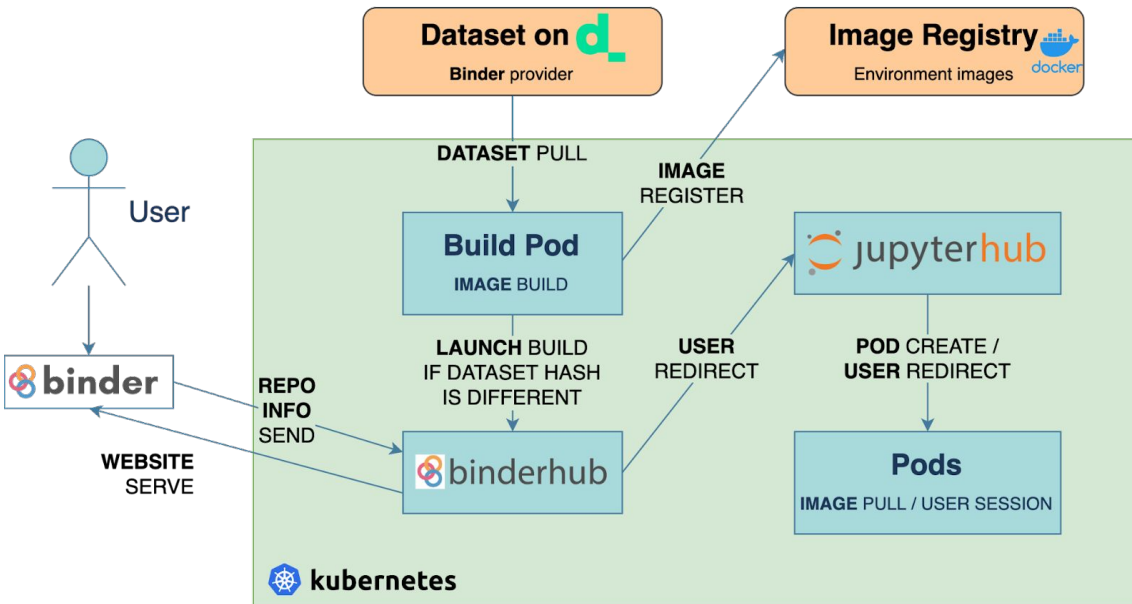 Dataset on d_
Binder provider
Image Registry
Environment images
docker
User
DATASET PULL
IMAGE
REGISTER
Build Pod
IMAGE BUILD
jupyterhub
LAUNCH BUILD
IF DATASET HASH
IS DIFFERENT
USER
REDIRECT
POD CREATE /
USER REDIRECT
binder
REPO
INFO
SEND
WEBSITE
SERVE
binderhub
Pods
IMAGE PULL / USER SESSION
kubernetes